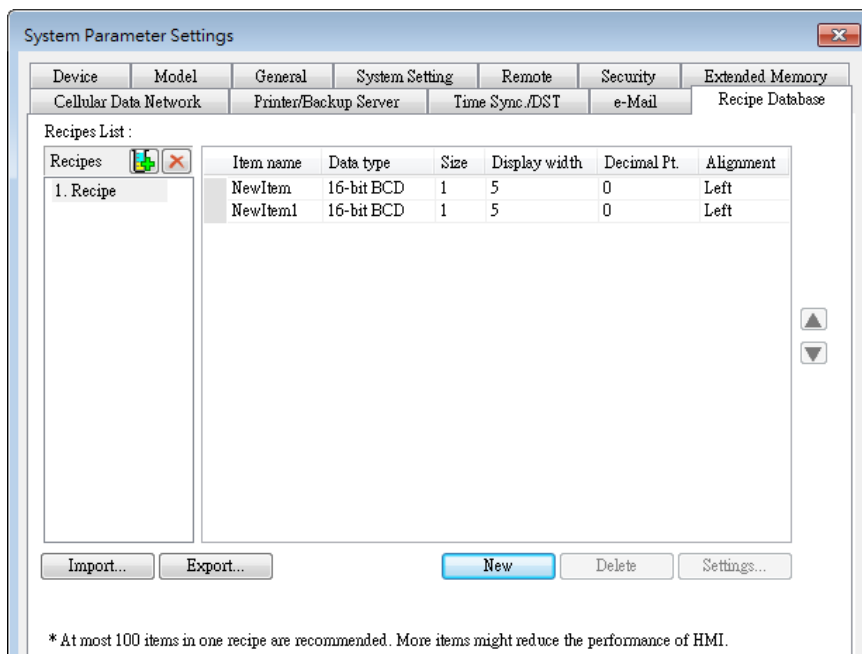 System Parameter Settings
Device Model General System Setting Remote Security Extended Memory
Cellular Data Network Printer/Backup Server Time Sync./DST e-Mail Recipe Database
Recipes List :
Recipes Item name Data type Size Display width Decimal Pt. Alignment
1. Recipe NewItem 16-bit BCD 1 5 0 Left
NewItem1 16-bit BCD 1 5 0 Left
Import... Export... New Delete Settings...
* At most 100 items in one recipe are recommended. More items might reduce the performance of HMI.